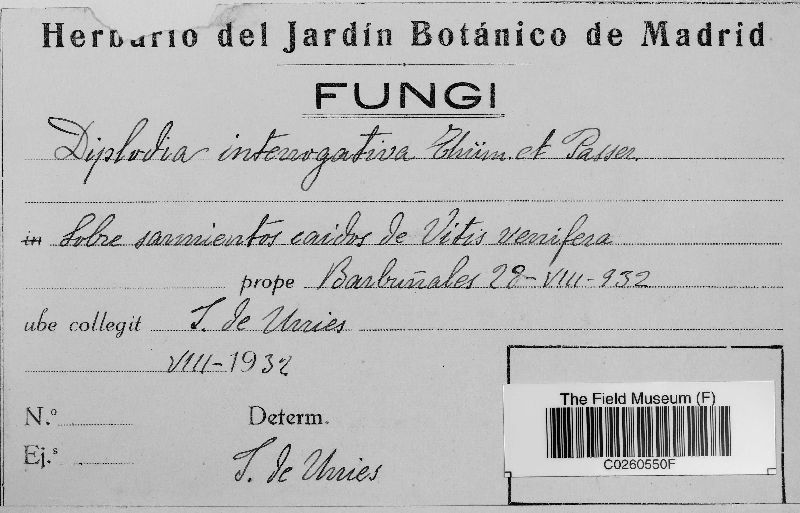 Herbario del Jardín Botánico de Madrid
FUNGI
Diplodia interrogativa Thüm. et Passer.
in Sobre sarmientos caidos de Vitis vinifera
prope Barbuñales 28-VIII-932
ube collegit J. de Urries
VIII-1932
N.º Determ.
Ej.s J. de Urries
The Field Museum (F)
C0260550F